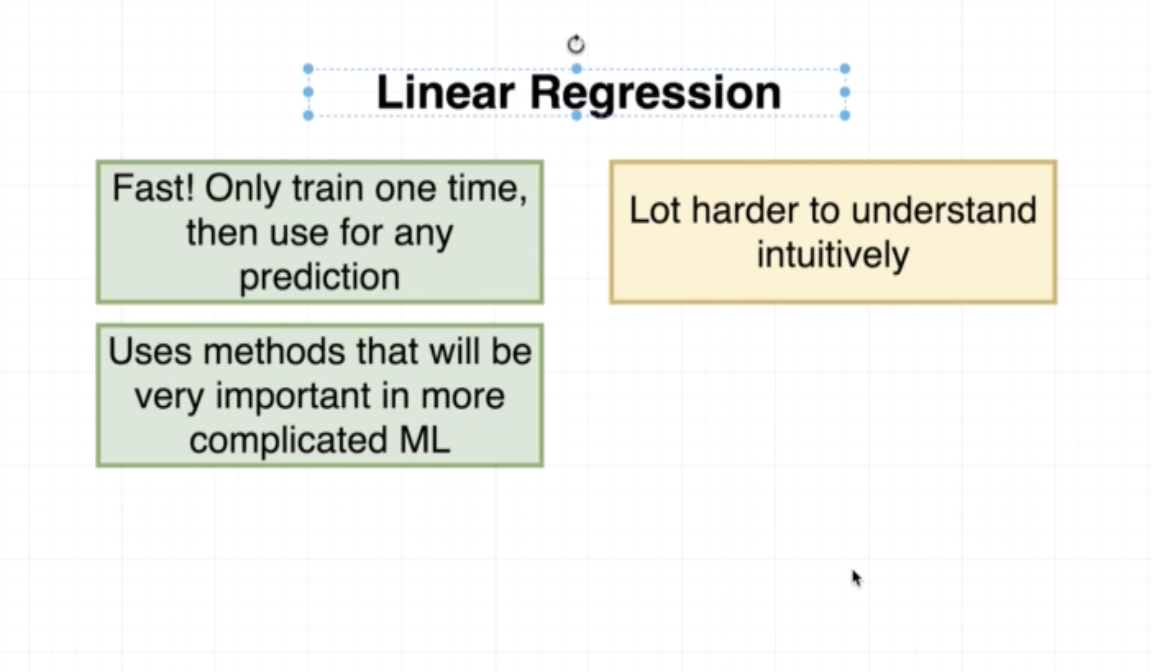 Linear Regression
Fast! Only train one time,
then use for any
prediction
Lot harder to understand
intuitively
Uses methods that will be
very important in more
complicated ML